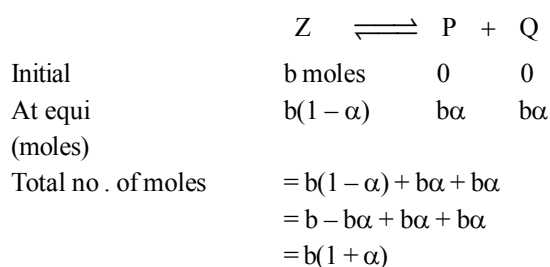 Z ⇌ P + Q
Initial b moles 0 0
At equi b(1 – α) bα bα
(moles)
Total no . of moles = b(1 – α) + bα + bα
= b – bα + bα + bα
= b(1 + α)